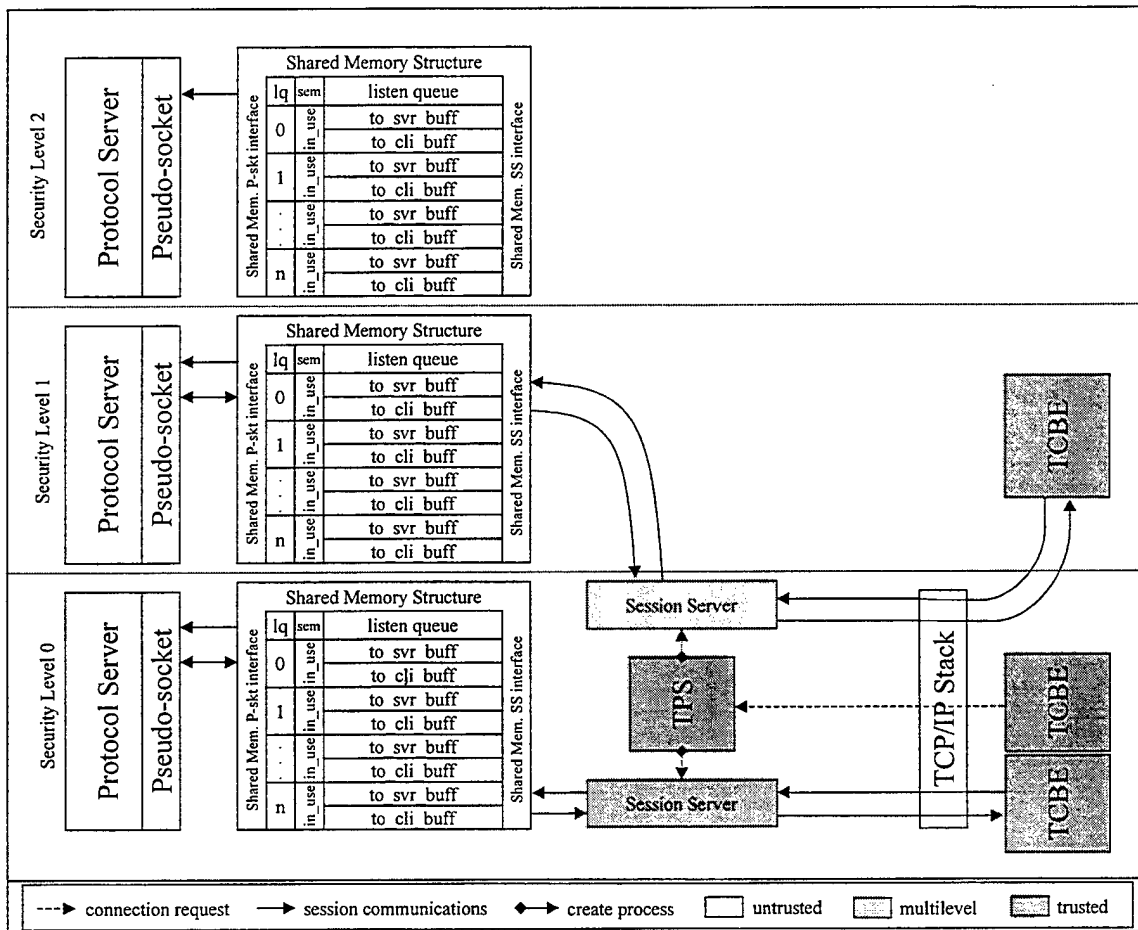 Security Level 2
Protocol Server
Pseudo-socket
Shared Memory Structure
Shared Mem. P-skt interface
lq sem listen queue
0 in_use to_svr_buff
to_cli_buff
1 in_use to_svr_buff
to_cli_buff
. in_use to_svr_buff
. to_cli_buff
n in_use to_svr_buff
to_cli_buff
Shared Mem. SS interface
Security Level 1
Protocol Server
Pseudo-socket
Shared Memory Structure
Shared Mem. P-skt interface
lq sem listen queue
0 in_use to_svr_buff
to_cli_buff
1 in_use to_svr_buff
to_cli_buff
. in_use to_svr_buff
. to_cli_buff
n in_use to_svr_buff
to_cli_buff
Shared Mem. SS interface
TCBE
Security Level 0
Protocol Server
Pseudo-socket
Shared Memory Structure
Shared Mem. P-skt interface
lq sem listen queue
0 in_use to_svr_buff
to_cli_buff
1 in_use to_svr_buff
to_cli_buff
. in_use to_svr_buff
. to_cli_buff
n in_use to_svr_buff
to_cli_buff
Shared Mem. SS interface
Session Server
TPS
Session Server
TCP/IP Stack
TCBE
TCBE
connection request
session communications
create process
untrusted
multilevel
trusted